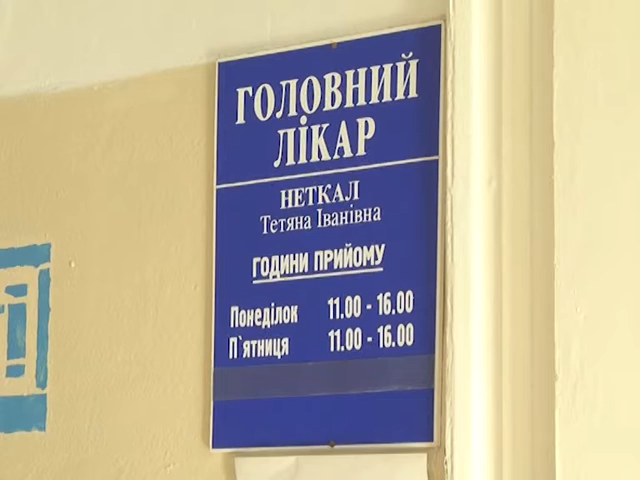 ГОЛОВНИЙ
ЛІКАР
НЕТКАЛ
Тетяна Іванівна
ГОДИНИ ПРИЙОМУ
Понеділок 11.00 - 16.00
П`ятниця 11.00 - 16.00